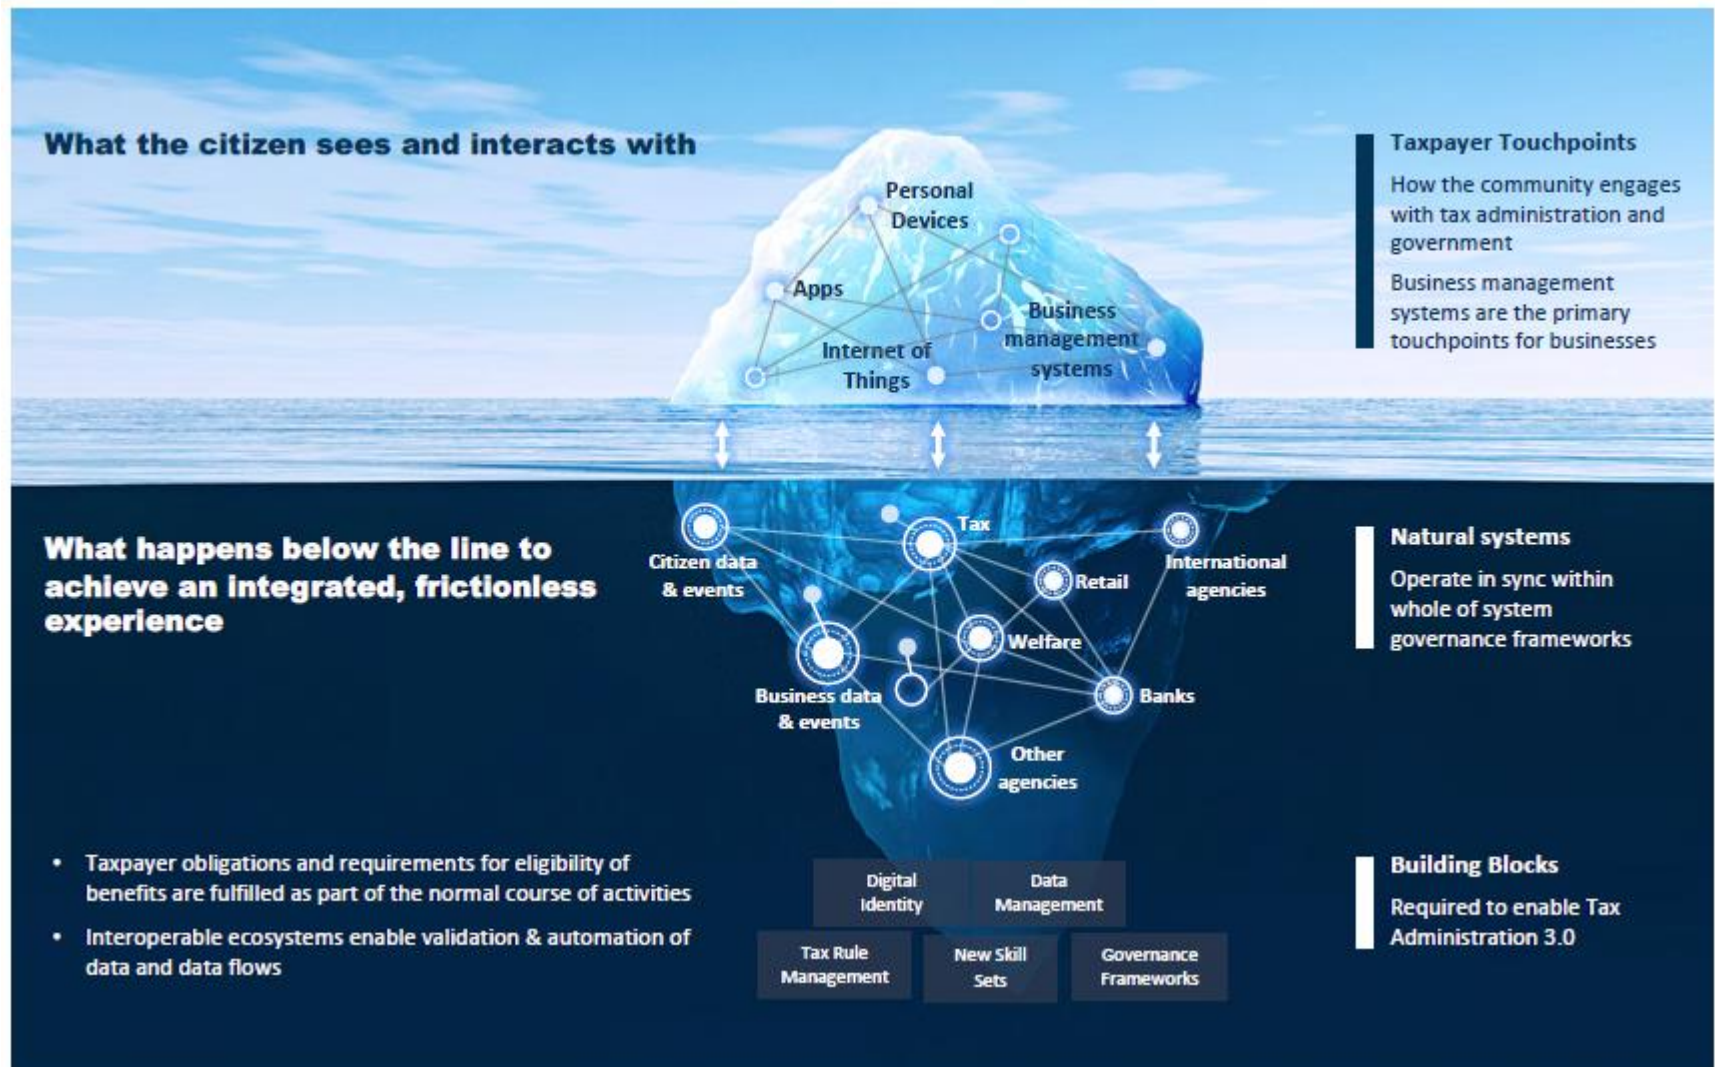 What the citizen sees and interacts with
Personal
Devices
Apps
Business
management
systems
Internet of
Things
Taxpayer Touchpoints
How the community engages
with tax administration and
government
Business management
systems are the primary
touchpoints for businesses
What happens below the line to
achieve an integrated, frictionless
experience
Citizen data
& events
Tax
International
agencies
Retail
Welfare
Business data
& events
Banks
Other
agencies
Natural systems
Operate in sync within
whole of system
governance frameworks
• Taxpayer obligations and requirements for eligibility of
benefits are fulfilled as part of the normal course of activities
• Interoperable ecosystems enable validation & automation of
data and data flows
Digital
Identity
Data
Management
Tax Rule
Management
New Skill
Sets
Governance
Frameworks
Building Blocks
Required to enable Tax
Administration 3.0